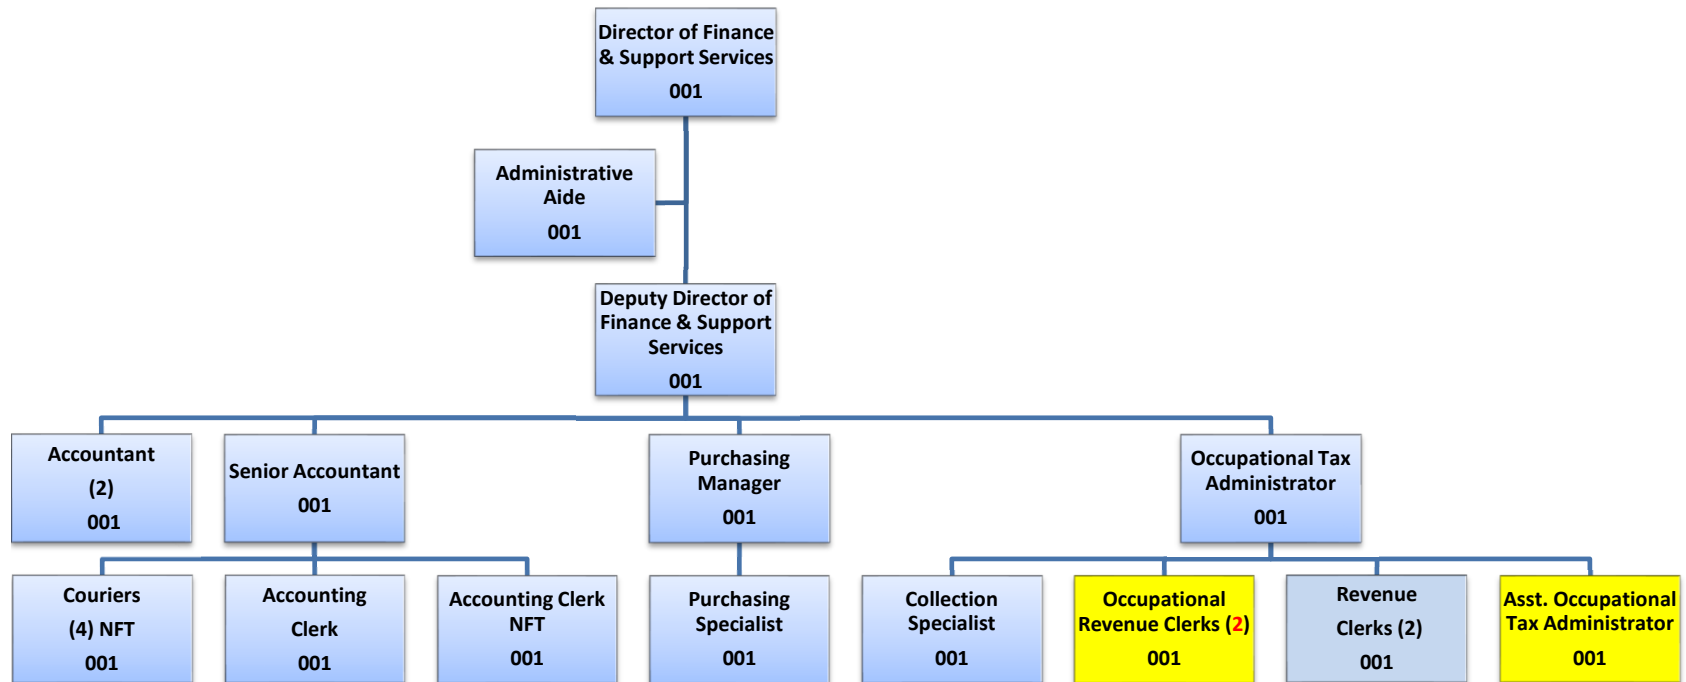 Director of Finance
& Support Services
001
Administrative
Aide
001
Deputy Director of
Finance & Support
Services
001
Accountant
(2)
001
Senior Accountant
001
Purchasing
Manager
001
Occupational Tax
Administrator
001
Couriers
(4) NFT
001
Accounting
Clerk
001
Accounting Clerk
NFT
001
Purchasing
Specialist
001
Collection
Specialist
001
Occupational
Revenue Clerks (2)
001
Revenue
Clerks (2)
001
Asst. Occupational
Tax Administrator
001